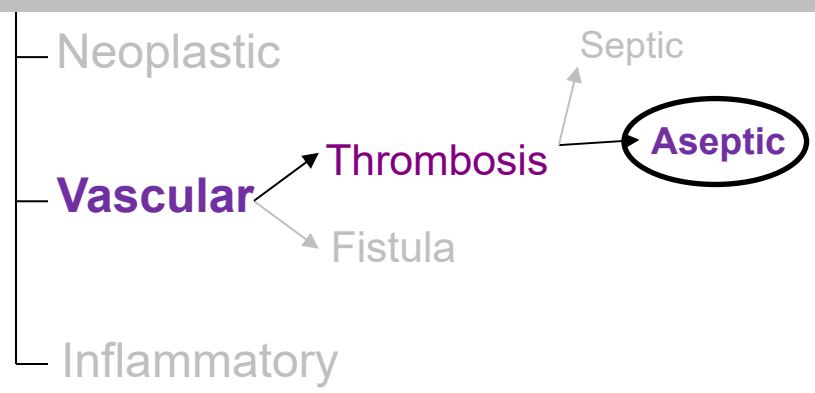 Neoplastic
Septic
Aseptic
Thrombosis
Vascular
Fistula
Inflammatory